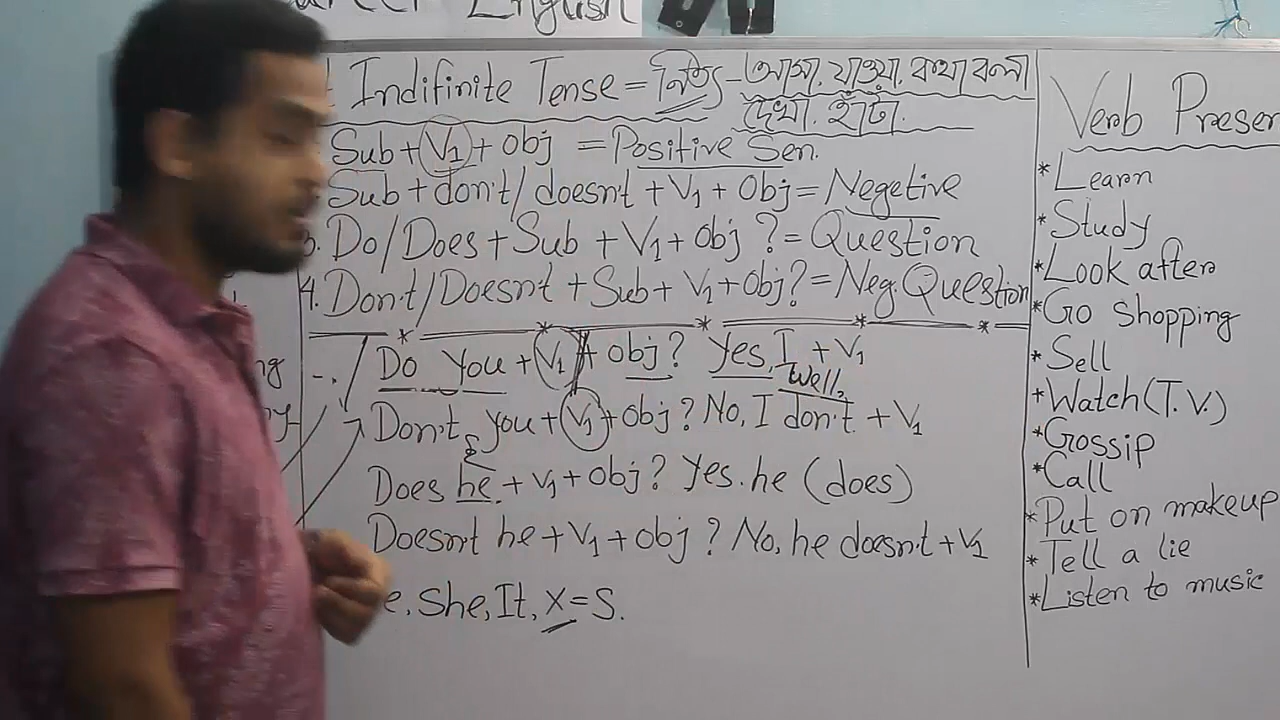 English
Indifinite Tense = নিত্য - আসা. যাওয়া. কথা বলা
দেখা. হাঁটা.
Sub + V1 + Obj = Positive Sen.
Sub + don't / doesn't + V1 + Obj = Negetive
3. Do / Does + Sub + V1 + Obj ? = Question
4. Don't / Doesn't + Sub + V1 + Obj? = Neg. Question
Do you + V1 + Obj? Yes, I + V1
Well,
Don't you + V1 + Obj? No, I don't + V1
Does he + V1 + Obj? Yes. he (does)
Doesn't he + V1 + Obj? No, he doesn't + V1
She, It, X = S.
Verb Presen
* Learn
* Study
* Look after
* Go Shopping
* Sell
* Watch (T.V.)
* Gossip
* Call
* Put on makeup
* Tell a lie
* Listen to music